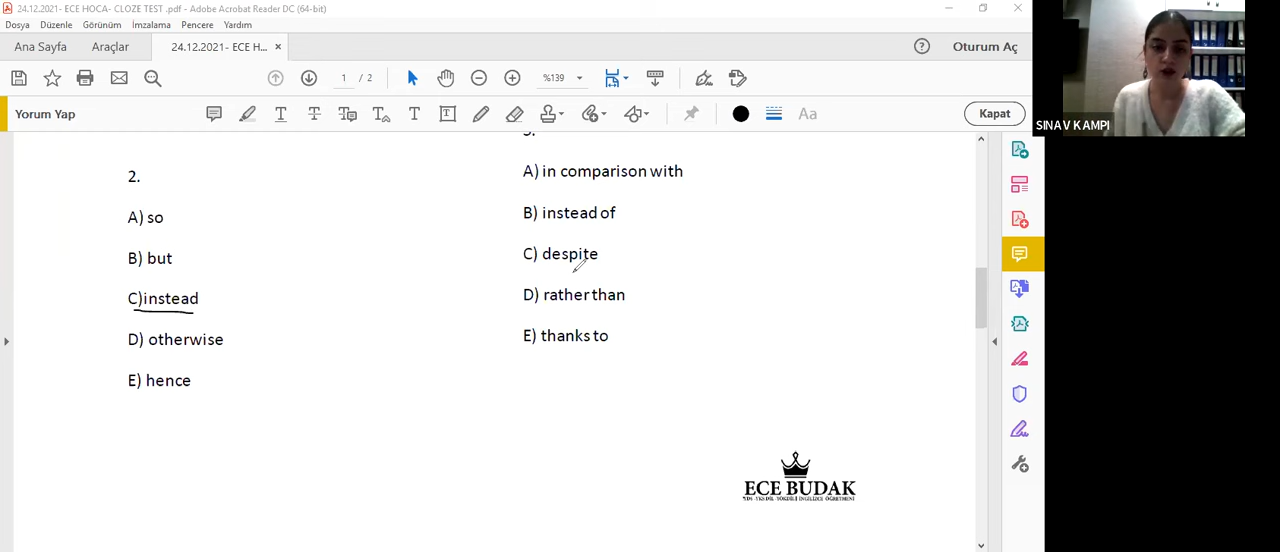 24.12.2021- ECE HOCA- CLOZE TEST .pdf - Adobe Acrobat Reader DC (64-bit)
Dosya Düzenle Görünüm İmzalama Pencere Yardım
Ana Sayfa Araçlar 24.12.2021- ECE H... Oturum Aç
1 / 2 %139
Yorum Yap Aa Kapat
SINAV KAMPI
2.
A) so
B) but
C)instead
D) otherwise
E) hence
A) in comparison with
B) instead of
C) despite
D) rather than
E) thanks to
ECE BUDAK